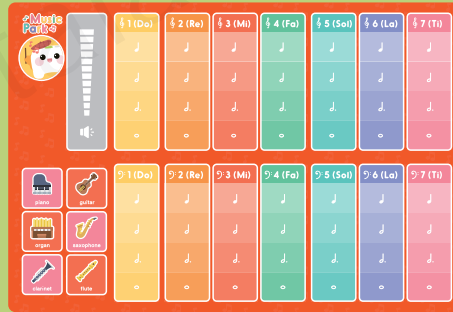 Music
Park
1 (Do) 2 (Re) 3 (Mi) 4 (Fa) 5 (Sol) 6 (La) 7 (Ti)
piano guitar
organ saxophone
clarinet flute
1 (Do) 2 (Re) 3 (Mi) 4 (Fa) 5 (Sol) 6 (La) 7 (Ti)